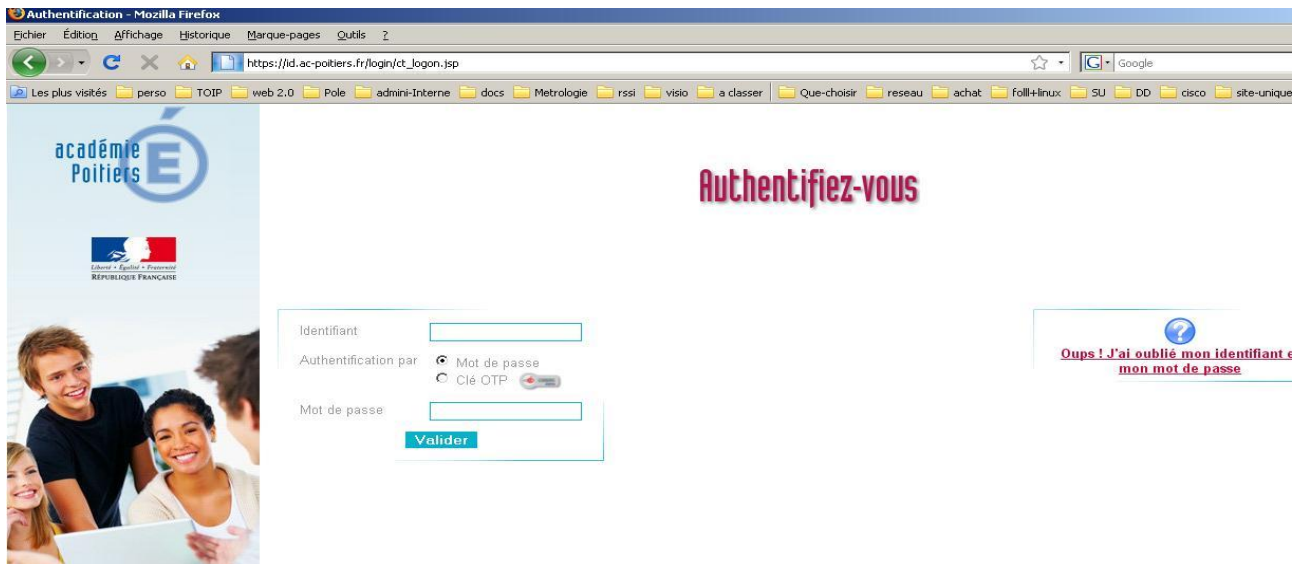 Authentification - Mozilla Firefox
Fichier Édition Affichage Historique Marque-pages Outils ?
https://id.ac-poitiers.fr/login/ct_logon.jsp Google
Les plus visités perso TOIP web 2.0 Pole admini-Interne docs Metrologie rssi visio a classer Que-choisir reseau achat folll+linux SU DD cisco site-unique
académie
Poitiers
É
Authentifiez-vous
Liberté • Égalité • Fraternité
RÉPUBLIQUE FRANÇAISE
Identifiant
Authentification par Mot de passe
Clé OTP
Mot de passe
Valider
Oups ! J'ai oublié mon identifiant e
mon mot de passe